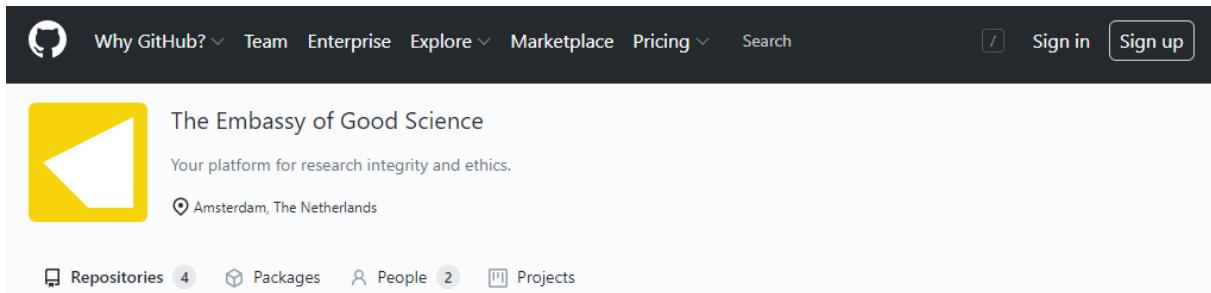 Why GitHub? Team Enterprise Explore Marketplace Pricing Search / Sign in Sign up
The Embassy of Good Science
Your platform for research integrity and ethics.
Amsterdam, The Netherlands
Repositories 4 Packages People 2 Projects